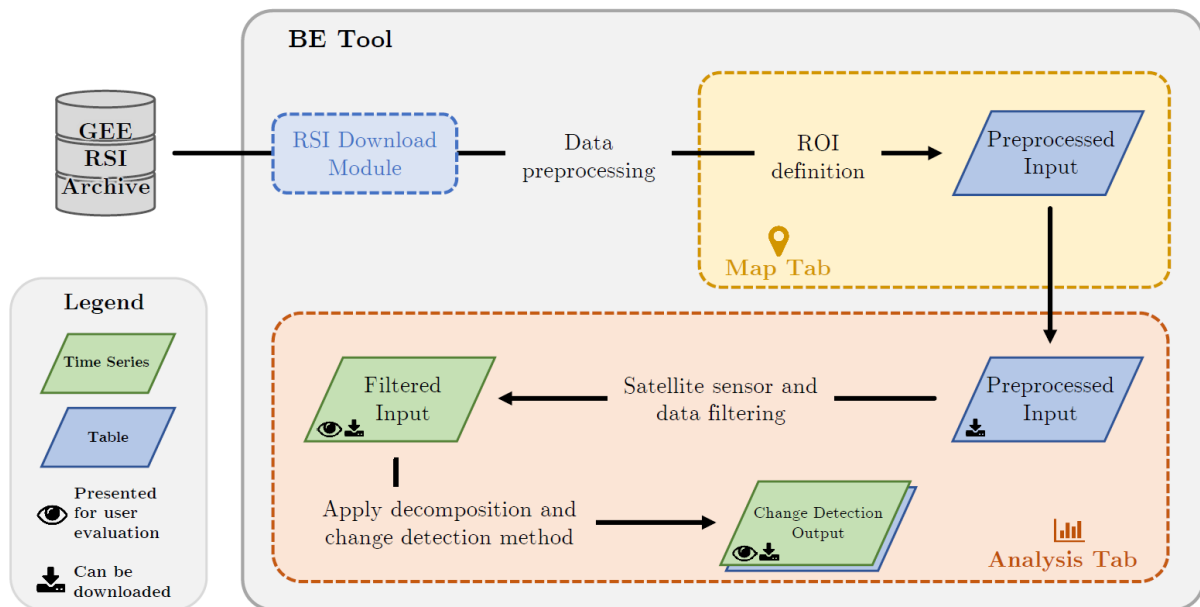 BE Tool
GEE
RSI
Archive
RSI Download
Module
Data
preprocessing
ROI
definition
Preprocessed
Input
Map Tab
Legend
Time Series
Table
Presented
for user
evaluation
Can be
downloaded
Filtered
Input
Satellite sensor and
data filtering
Preprocessed
Input
Apply decomposition and
change detection method
Change Detection
Output
Analysis Tab